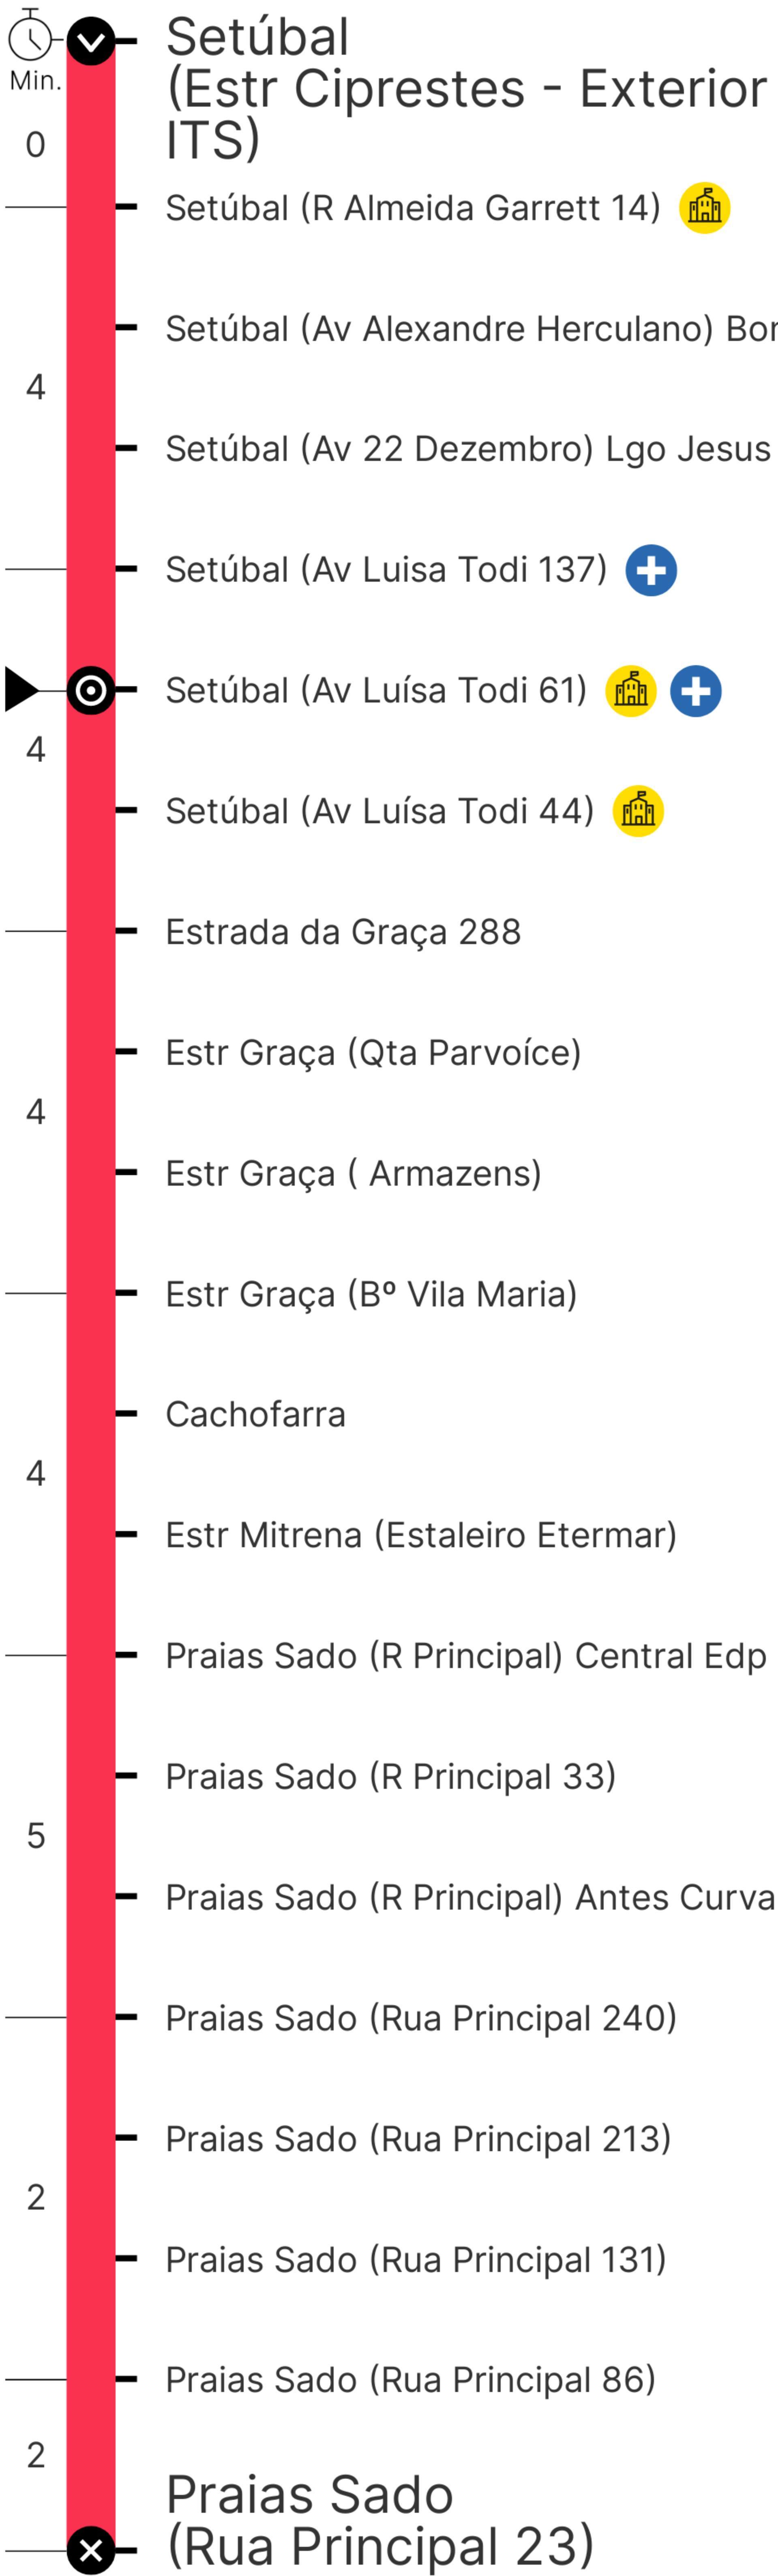 Min.
Setúbal
(Estr Ciprestes - Exterior
ITS)
0
Setúbal (R Almeida Garrett 14)
Setúbal (Av Alexandre Herculano)
4
Setúbal (Av 22 Dezembro) Lgo Jesus
Setúbal (Av Luisa Todi 137)
Setúbal (Av Luísa Todi 61)
4
Setúbal (Av Luísa Todi 44)
Estrada da Graça 288
Estr Graça (Qta Parvoíce)
4
Estr Graça ( Armazens)
Estr Graça (Bº Vila Maria)
Cachofarra
4
Estr Mitrena (Estaleiro Etermar)
Praias Sado (R Principal) Central Edp
Praias Sado (R Principal 33)
5
Praias Sado (R Principal) Antes Curva
Praias Sado (Rua Principal 240)
Praias Sado (Rua Principal 213)
2
Praias Sado (Rua Principal 131)
Praias Sado (Rua Principal 86)
2
Praias Sado
(Rua Principal 23)